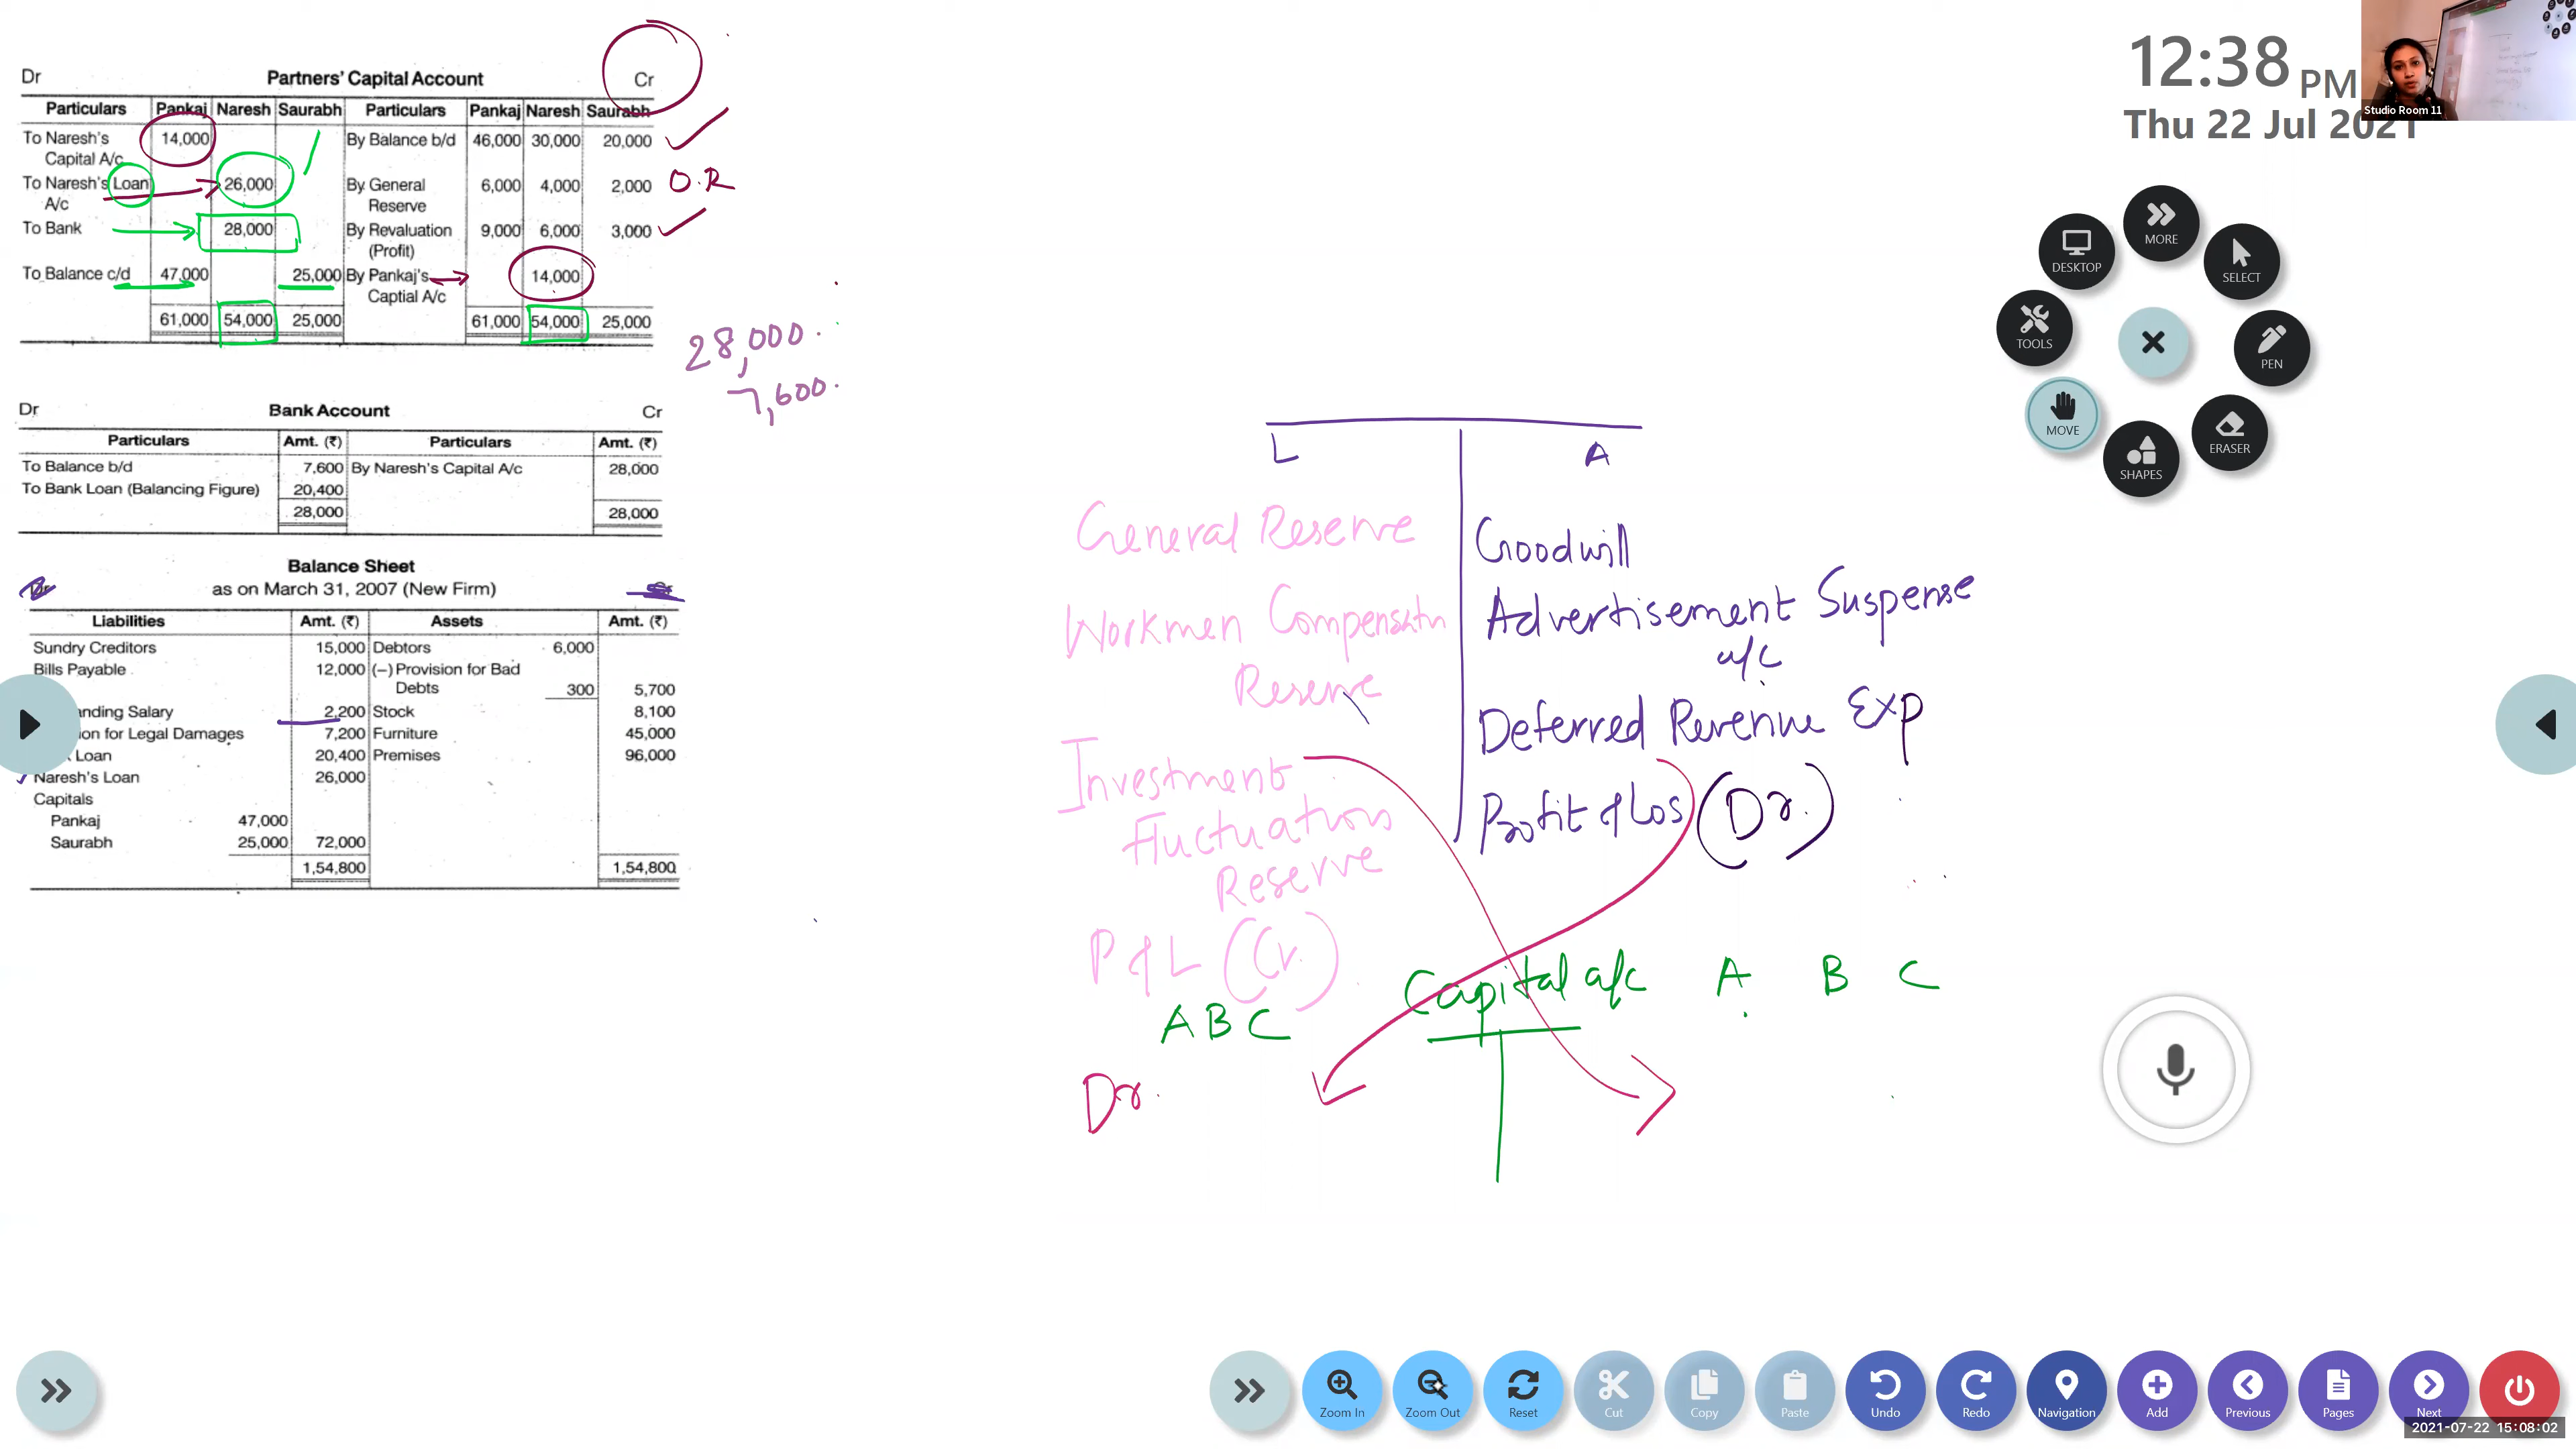 Dr Partners' Capital Account Cr
Particulars Pankaj Naresh Saurabh Particulars Pankaj Naresh Saurabh
To Naresh's 14,000 By Balance b/d 46,000 30,000 20,000
Capital A/c
To Naresh's Loan 26,000 By General 6,000 4,000 2,000 O.R
A/c Reserve
To Bank 28,000 By Revaluation 9,000 6,000 3,000
(Profit)
To Balance c/d 47,000 25,000 By Pankaj's 14,000
Captial A/c
61,000 54,000 25,000 61,000 54,000 25,000
28,000
7,600
Dr Bank Account Cr
Particulars Amt. (₹) Particulars Amt. (₹)
To Balance b/d 7,600 By Naresh's Capital A/c 28,000
To Bank Loan (Balancing Figure) 20,400
28,000 28,000
Balance Sheet
as on March 31, 2007 (New Firm)
Liabilities Amt. (₹) Assets Amt. (₹)
Sundry Creditors 15,000 Debtors 6,000
Bills Payable 12,000 (–) Provision for Bad
Debts 300 5,700
nding Salary 2,200 Stock 8,100
ion for Legal Damages 7,200 Furniture 45,000
Loan 20,400 Premises 96,000
Naresh's Loan 26,000
Capitals
Pankaj 47,000
Saurabh 25,000 72,000
1,54,800 1,54,800
L A
General Reserve
Workmen Compensatn
Reserve
Investment
Fluctuation
Reserve
P & L (Cr.)
Goodwill
Advertisement Suspense
a/c
Deferred Revenue Exp
Profit & Los (Dr.)
Capital a/c A B C
A B C
Dr.
12:38 PM
Thu 22 Jul 2021
Studio Room 11
MORE
DESKTOP
SELECT
TOOLS
PEN
MOVE
ERASER
SHAPES
Zoom In
Zoom Out
Reset
Cut
Copy
Paste
Undo
Redo
Navigation
Add
Previous
Pages
Next
2021-07-22 15:08:02